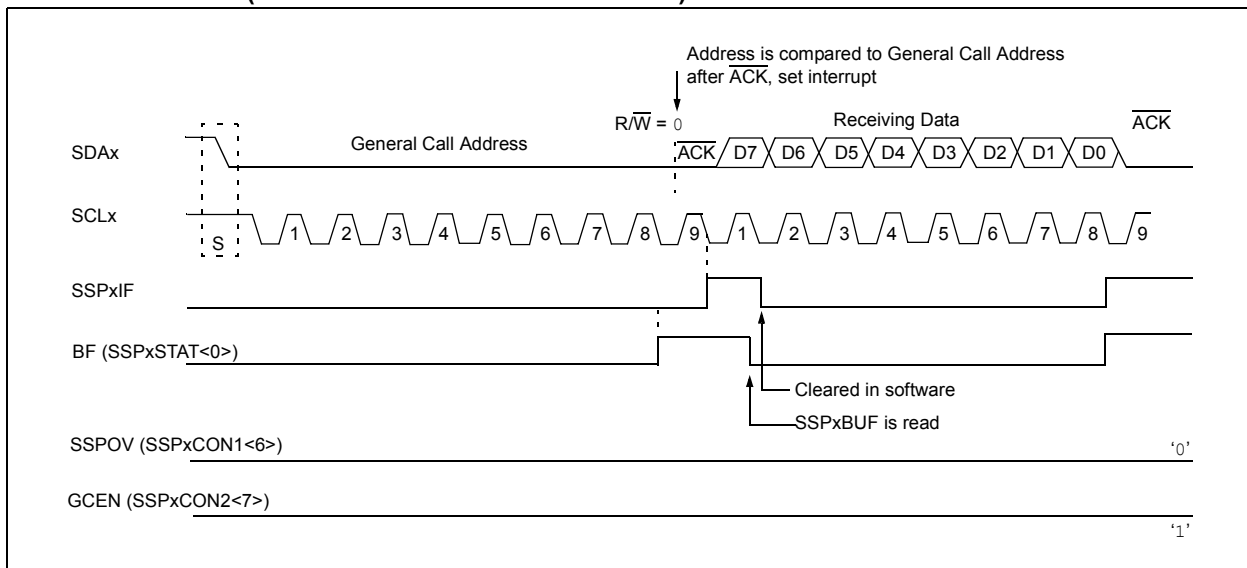 Address is compared to General Call Address
after ACK, set interrupt
R/W = 0
Receiving Data
ACK
SDAx
General Call Address
ACK D7 D6 D5 D4 D3 D2 D1 D0
SCLx
S
1 2 3 4 5 6 7 8 9 1 2 3 4 5 6 7 8 9
SSPxIF
BF (SSPxSTAT<0>)
Cleared in software
SSPxBUF is read
SSPOV (SSPxCON1<6>)
‘0’
GCEN (SSPxCON2<7>)
‘1’